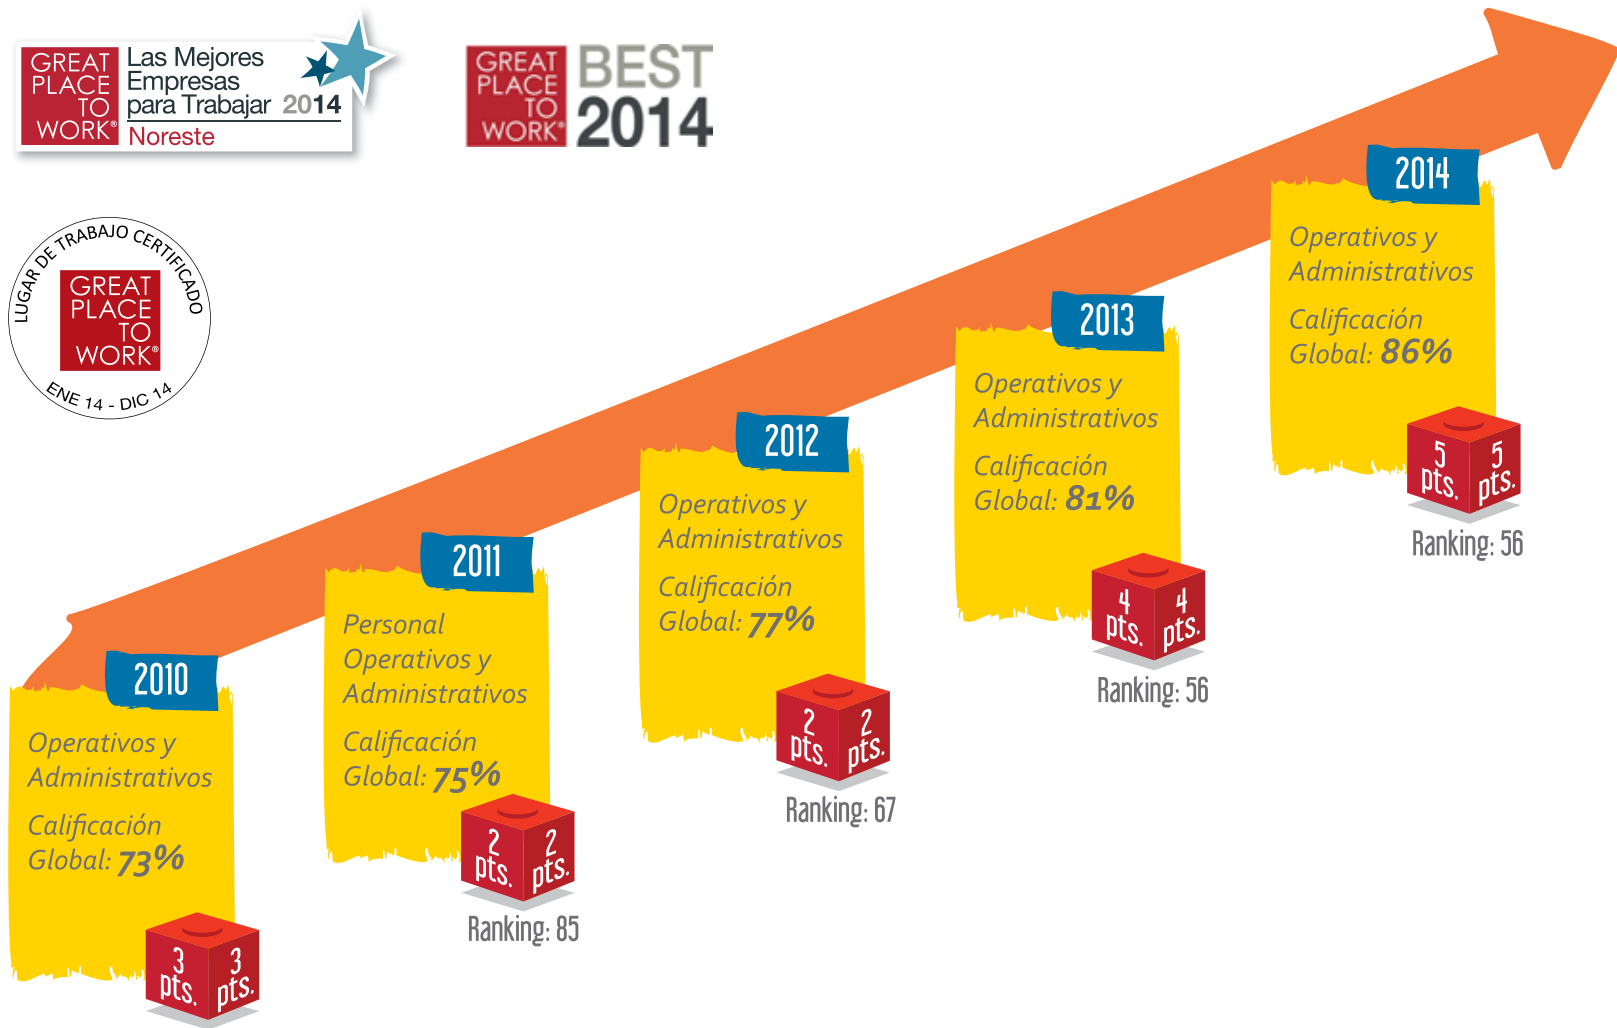 GREAT
PLACE
TO
WORK®
Las Mejores
Empresas
para Trabajar 2014
Noreste
GREAT
PLACE
TO
WORK®
BEST
2014
LUGAR DE TRABAJO CERTIFICADO
GREAT
PLACE
TO
WORK®
ENE 14 - DIC 14
2010
Operativos y
Administrativos
Calificación
Global: 73%
3 pts.
3 pts.
2011
Personal
Operativos y
Administrativos
Calificación
Global: 75%
2 pts.
2 pts.
Ranking: 85
2012
Operativos y
Administrativos
Calificación
Global: 77%
2 pts.
2 pts.
Ranking: 67
2013
Operativos y
Administrativos
Calificación
Global: 81%
4 pts.
4 pts.
Ranking: 56
2014
Operativos y
Administrativos
Calificación
Global: 86%
5 pts.
5 pts.
Ranking: 56